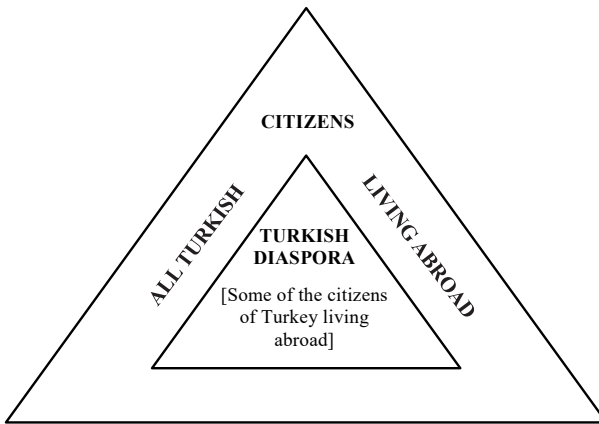 ALL TURKISH
CITIZENS
LIVING ABROAD
TURKISH
DIASPORA
[Some of the citizens
of Turkey living
abroad]